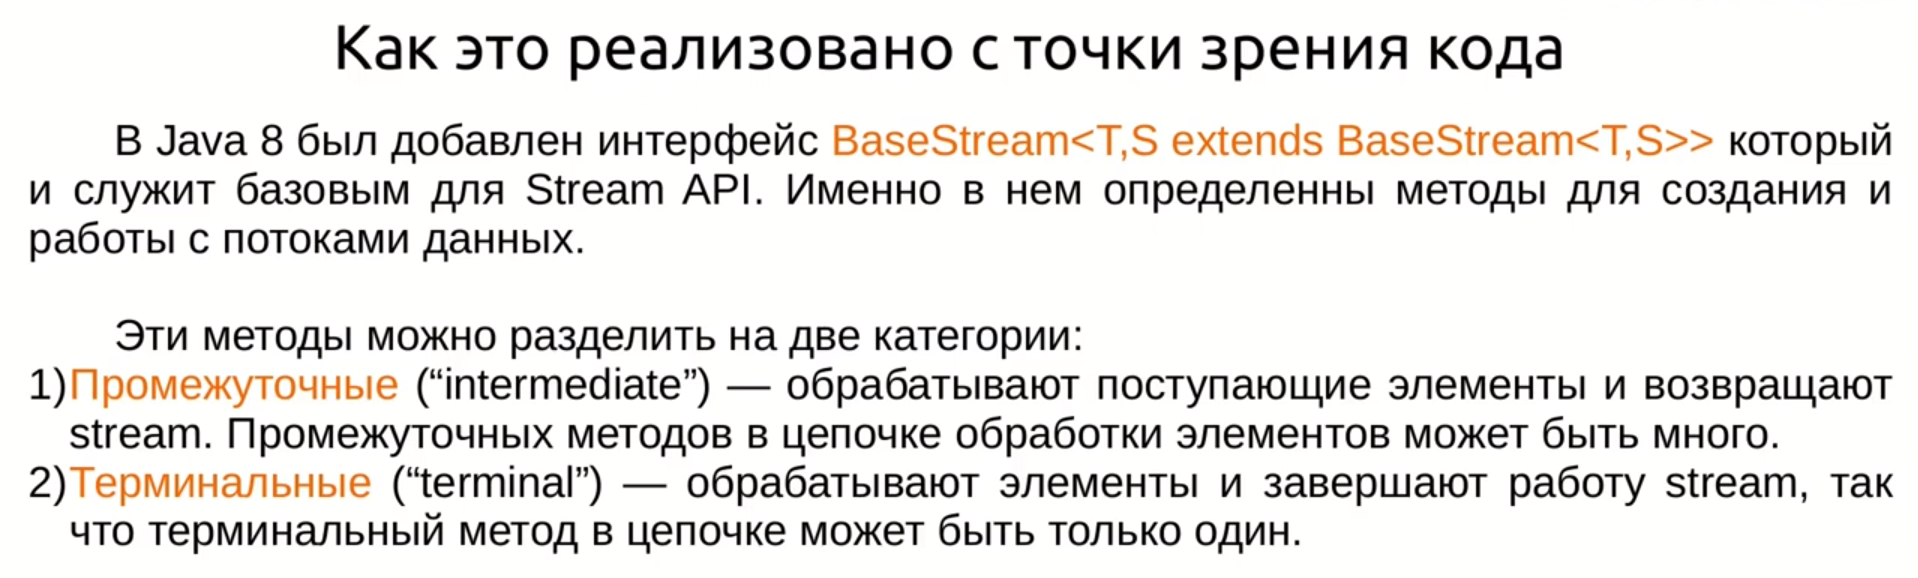 Как это реализовано с точки зрения кода
В Java 8 был добавлен интерфейс BaseStream<T,S extends BaseStream<T,S>> который
и служит базовым для Stream API. Именно в нем определенны методы для создания и
работы с потоками данных.
Эти методы можно разделить на две категории:
1)Промежуточные (“intermediate”) — обрабатывают поступающие элементы и возвращают
stream. Промежуточных методов в цепочке обработки элементов может быть много.
2)Терминальные (“terminal”) — обрабатывают элементы и завершают работу stream, так
что терминальный метод в цепочке может быть только один.